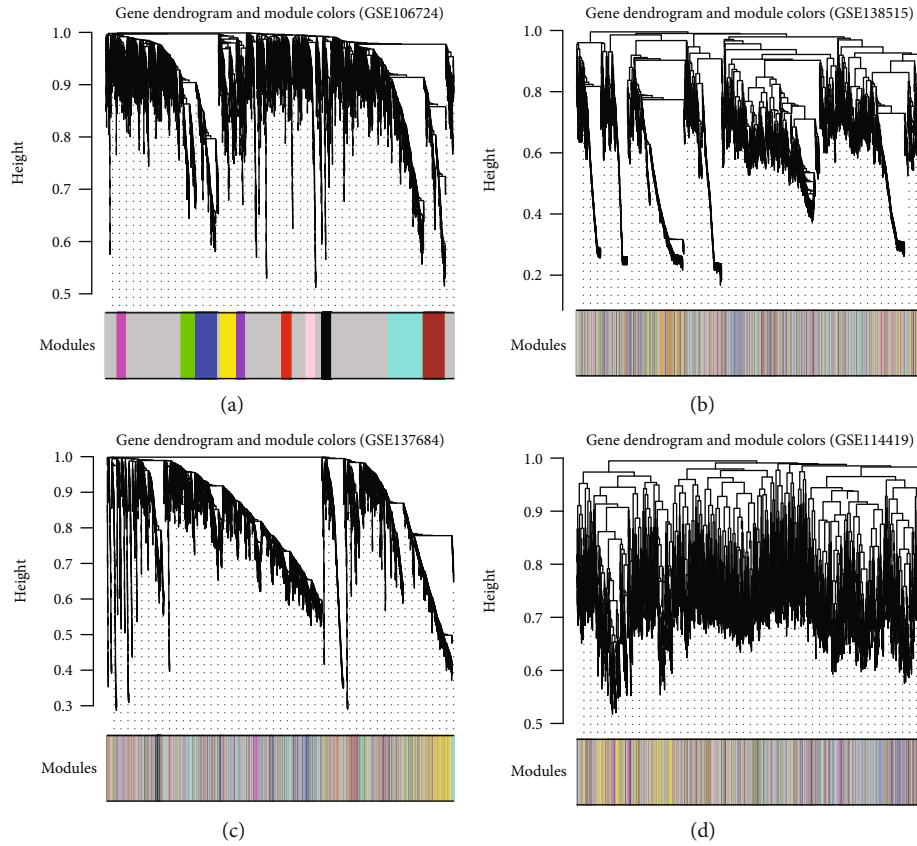 Gene dendrogram and module colors (GSE106724)
1.0
0.9
0.8
0.7
0.6
0.5
Height
Modules
(a)
Gene dendrogram and module colors (GSE138515)
1.0
0.8
0.6
0.4
0.2
Height
Modules
(b)
Gene dendrogram and module colors (GSE137684)
1.0
0.9
0.8
0.7
0.6
0.5
0.4
0.3
Height
Modules
(c)
Gene dendrogram and module colors (GSE114419)
1.0
0.9
0.8
0.7
0.6
0.5
Height
Modules
(d)